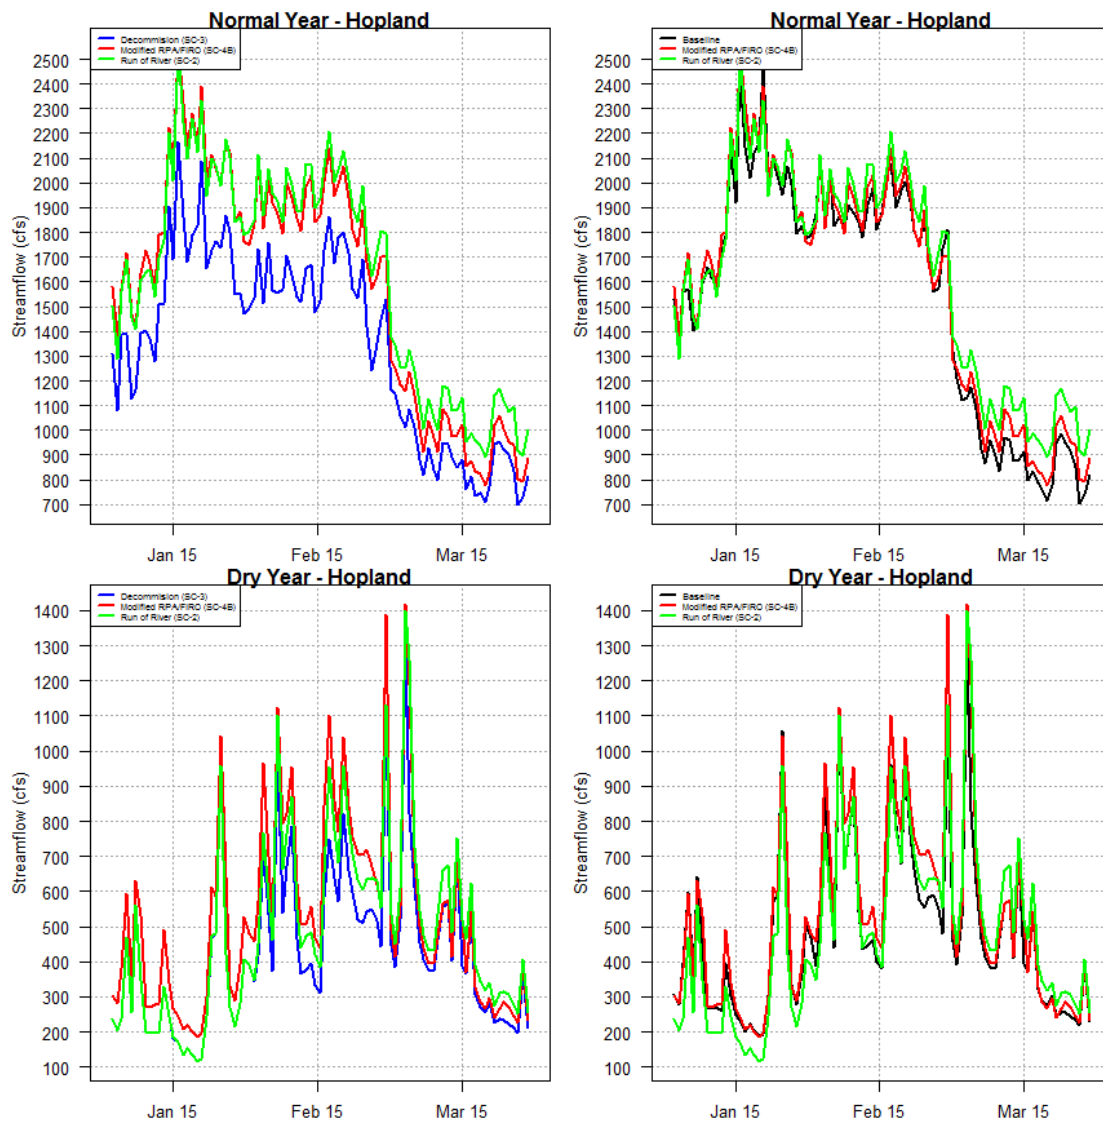 Normal Year - Hopland
Decommision (SC-3)
Modified RPA/FIRO (SC-4B)
Run of River (SC-2)
Streamflow (cfs)
2500
2400
2300
2200
2100
2000
1900
1800
1700
1600
1500
1400
1300
1200
1100
1000
900
800
700
Jan 15
Feb 15
Mar 15
Normal Year - Hopland
Baseline
Modified RPA/FIRO (SC-4B)
Run of River (SC-2)
Streamflow (cfs)
2500
2400
2300
2200
2100
2000
1900
1800
1700
1600
1500
1400
1300
1200
1100
1000
900
800
700
Jan 15
Feb 15
Mar 15
Dry Year - Hopland
Decommision (SC-3)
Modified RPA/FIRO (SC-4B)
Run of River (SC-2)
Streamflow (cfs)
1400
1300
1200
1100
1000
900
800
700
600
500
400
300
200
100
Jan 15
Feb 15
Mar 15
Dry Year - Hopland
Baseline
Modified RPA/FIRO (SC-4B)
Run of River (SC-2)
Streamflow (cfs)
1400
1300
1200
1100
1000
900
800
700
600
500
400
300
200
100
Jan 15
Feb 15
Mar 15